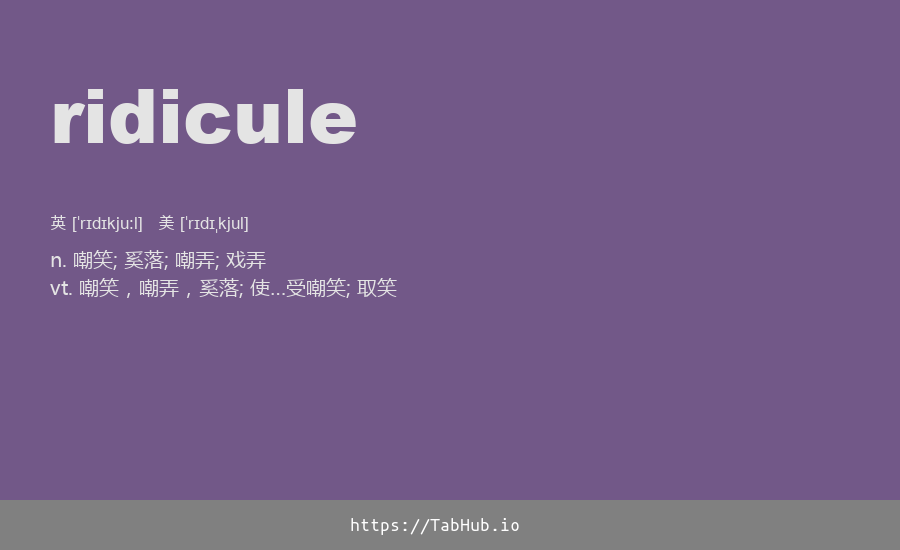 ridicule
英 [ˈrɪdɪkjuːl] 美 [ˈrɪdɪˌkjul]
n. 嘲笑; 奚落; 嘲弄; 戏弄
vt. 嘲笑，嘲弄，奚落; 使…受嘲笑; 取笑
https://TabHub.io